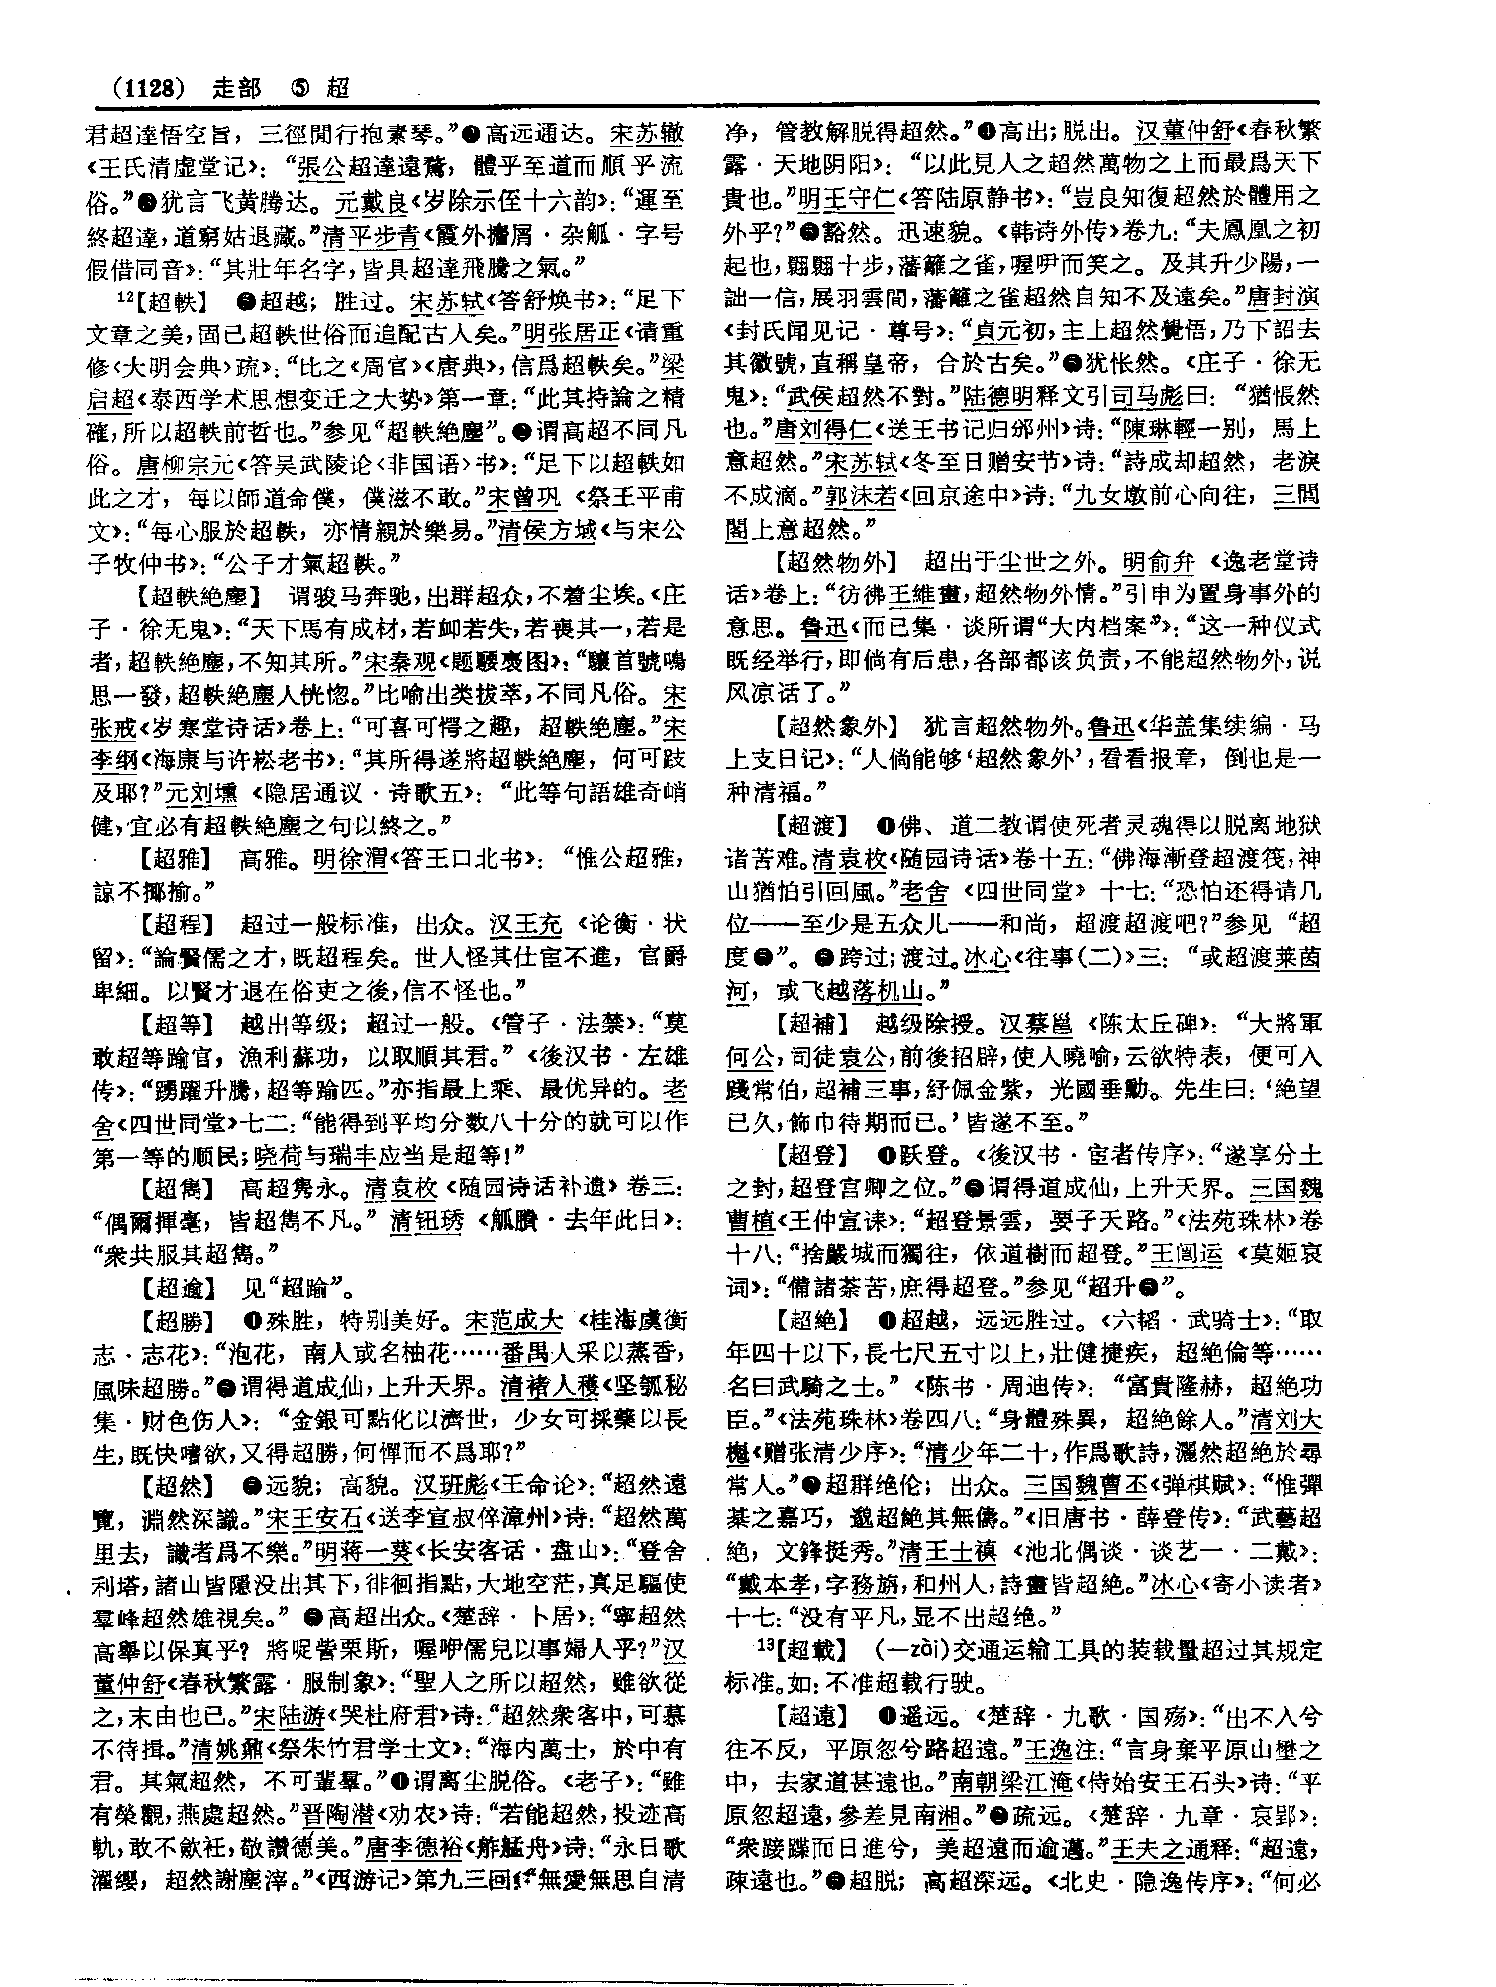 (1128) 走部 ⑤ 超
君超達悟空旨，三徑閒行抱素琴。”❷高远通达。宋苏辙
《王氏清虚堂记》：“張公超達遠騖，體乎至道而順乎流
俗。”❸犹言飞黄腾达。元戴良《岁除示侄十六韵》：“運至
終超達，道窮姑退藏。”清平步青《霞外攟屑·杂觚·字号
假借同音》：“其壯年名字，皆具超達飛騰之氣。”
12【超軼】 ❶超越；胜过。宋苏轼《答舒焕书》：“足下
文章之美，固已超軼世俗而追配古人矣。”明张居正《请重
修〈大明会典〉疏》：“比之《周官》《唐典》，信爲超軼矣。”梁
启超《泰西学术思想变迁之大势》第一章：“此其持論之精
確，所以超軼前哲也。”参见“超軼絶塵”。❷谓高超不同凡
俗。唐柳宗元《答吴武陵论〈非国语〉书》：“足下以超軼如
此之才，每以師道命僕，僕滋不敢。”宋曾巩《祭王平甫
文》：“每心服於超軼，亦情親於樂易。”清侯方域《与宋公
子牧仲书》：“公子才氣超軼。”
【超軼絶塵】 谓骏马奔驰，出群超众，不着尘埃。《庄
子·徐无鬼》：“天下馬有成材，若卹若失，若喪其一，若是
者，超軼絶塵，不知其所。”宋秦观《题騕褭图》：“驤首號鳴
思一發，超軼絶塵人恍惚。”比喻出类拔萃，不同凡俗。宋
张戒《岁寒堂诗话》卷上：“可喜可愕之趣，超軼绝塵。”宋
李纲《海康与许崧老书》：“其所得遂將超軼絶塵，何可跂
及耶？”元刘壎《隐居通议·诗歌五》：“此等句語雄奇峭
健，宜必有超軼絶塵之句以終之。”
【超雅】 高雅。明徐渭《答王口北书》：“惟公超雅，
諒不揶揄。”
【超程】 超过一般标准，出众。汉王充《论衡·状
留》：“論賢儒之才，既超程矣。世人怪其仕宦不進，官爵
卑細。以賢才退在俗吏之後，信不怪也。”
【超等】 越出等级；超过一般。《管子·法禁》：“莫
敢超等踰官，漁利蘇功，以取順其君。”《後汉书·左雄
传》：“踴躍升騰，超等踰匹。”亦指最上乘、最优异的。老
舍《四世同堂》七二：“能得到平均分数八十分的就可以作
第一等的顺民；晓荷与瑞丰应当是超等！”
【超雋】 高超隽永。清袁枚《随园诗话补遗》卷三：
“偶爾揮毫，皆超雋不凡。”清钮琇《觚賸·去年此日》：
“衆共服其超雋。”
【超逾】 见“超踰”。
【超勝】 ❶殊胜，特别美好。宋范成大《桂海虞衡
志·志花》：“泡花，南人或名柚花……番禺人采以蒸香，
風味超勝。”❷谓得道成仙，上升天界。清褚人穫《坚瓠秘
集·财色伤人》：“金銀可點化以濟世，少女可採藥以長
生，既快嗜欲，又得超勝，何憚而不爲耶？”
【超然】 ❶远貌；高貌。汉班彪《王命论》：“超然遠
覽，淵然深識。”宋王安石《送李宣叔倅漳州》诗：“超然萬
里去，識者爲不樂。”明蒋一葵《长安客话·盘山》：“登舍
利塔，諸山皆隱没出其下，徘徊指點，大地空茫，真足驅使
羣峰超然雄視矣。”❷高超出众。《楚辞·卜居》：“寧超然
高舉以保真乎？將哫訾栗斯，喔咿儒兒以事婦人乎？”汉
董仲舒《春秋繁露·服制象》：“聖人之所以超然，雖欲從
之，末由也已。”宋陆游《哭杜府君》诗：“超然衆客中，可慕
不待揖。”清姚鼐《祭朱竹君学士文》：“海内萬士，於中有
君。其氣超然，不可輩羣。”❸谓离尘脱俗。《老子》：“雖
有榮觀，燕處超然。”晋陶潜《劝农》诗：“若能超然，投迹高
軌，敢不斂衽，敬讚德美。”唐李德裕《舴艋舟》诗：“永日歌
濯纓，超然謝塵滓。”《西游记》第九三回：“無愛無思自清
净，管教解脱得超然。”❹高出；脱出。汉董仲舒《春秋繁
露·天地阴阳》：“以此見人之超然萬物之上而最爲天下
貴也。”明王守仁《答陆原静书》：“豈良知復超然於體用之
外乎？”❺豁然。迅速貌。《韩诗外传》卷九：“夫鳳凰之初
起也，翾翾十步，藩籬之雀，喔咿而笑之。及其升少陽，一
詘一信，展羽雲間，藩籬之雀超然自知不及遠矣。”唐封演
《封氏闻见记·尊号》：“貞元初，主上超然覺悟，乃下詔去
其徽號，直稱皇帝，合於古矣。”❻犹怅然。《庄子·徐无
鬼》：“武侯超然不對。”陆德明释文引司马彪曰：“猶悵然
也。”唐刘得仁《送王书记归邠州》诗：“陳琳輕一别，馬上
意超然。”宋苏轼《冬至日赠安节》诗：“詩成却超然，老淚
不成滴。”郭沫若《回京途中》诗：“九女墩前心向往，三閭
閣上意超然。”
【超然物外】 超出于尘世之外。明俞弁《逸老堂诗
话》卷上：“彷彿王維畫，超然物外情。”引申为置身事外的
意思。鲁迅《而已集·谈所谓“大内档案”》：“这一种仪式
既经举行，即倘有后患，各部都该负责，不能超然物外，说
风凉话了。”
【超然象外】 犹言超然物外。鲁迅《华盖集续编·马
上支日记》：“人倘能够‘超然象外’，看看报章，倒也是一
种清福。”
【超渡】 ❶佛、道二教谓使死者灵魂得以脱离地狱
诸苦难。清袁枚《随园诗话》卷十五：“佛海漸登超渡筏，神
山猶怕引回風。”老舍《四世同堂》十七：“恐怕还得请几
位——至少是五众儿——和尚，超渡超渡吧？”参见“超
度❷”。❷跨过；渡过。冰心《往事（二）》三：“或超渡莱茵
河，或飞越落机山。”
【超補】 越级除授。汉蔡邕《陈太丘碑》：“大將軍
何公，司徒袁公，前後招辟，使人曉喻，云欲特表，便可入
踐常伯，超補三事，紆佩金紫，光國垂勳。先生曰：‘絶望
已久，飾巾待期而已。’皆遂不至。”
【超登】 ❶跃登。《後汉书·宦者传序》：“遂享分土
之封，超登宫卿之位。”❷谓得道成仙，上升天界。三国魏
曹植《王仲宣诔》：“超登景雲，要子天路。”《法苑珠林》卷
十八：“捨嚴城而獨往，依道樹而超登。”王闿运《莫姬哀
词》：“備諸荼苦，庶得超登。”参见“超升❷”。
【超絶】 ❶超越，远远胜过。《六韬·武骑士》：“取
年四十以下，長七尺五寸以上，壯健捷疾，超絶倫等……
名曰武騎之士。”《陈书·周迪传》：“富貴隆赫，超絶功
臣。”《法苑珠林》卷四八：“身體殊異，超絶餘人。”清刘大
櫆《赠张清少序》：“清少年二十，作爲歌詩，灑然超絶於尋
常人。”❷超群绝伦；出众。三国魏曹丕《弹棋赋》：“惟彈
棊之嘉巧，邈超絶其無儔。”《旧唐书·薛登传》：“武藝超
絶，文鋒挺秀。”清王士禛《池北偶谈·谈艺一·二戴》：
“戴本孝，字務旃，和州人，詩畫皆超絶。”冰心《寄小读者》
十七：“没有平凡，显不出超绝。”
13【超載】 （—zài）交通运输工具的装载量超过其规定
标准。如：不准超载行驶。
【超遠】 ❶遥远。《楚辞·九歌·国殇》：“出不入兮
往不反，平原忽兮路超遠。”王逸注：“言身棄平原山壄之
中，去家道甚遠也。”南朝梁江淹《侍始安王石头》诗：“平
原忽超遠，參差見南湘。”❷疏远。《楚辞·九章·哀郢》：
“衆踥蹀而日進兮，美超遠而逾邁。”王夫之通释：“超遠，
疎遠也。”❸超脱；高超深远。《北史·隐逸传序》：“何必